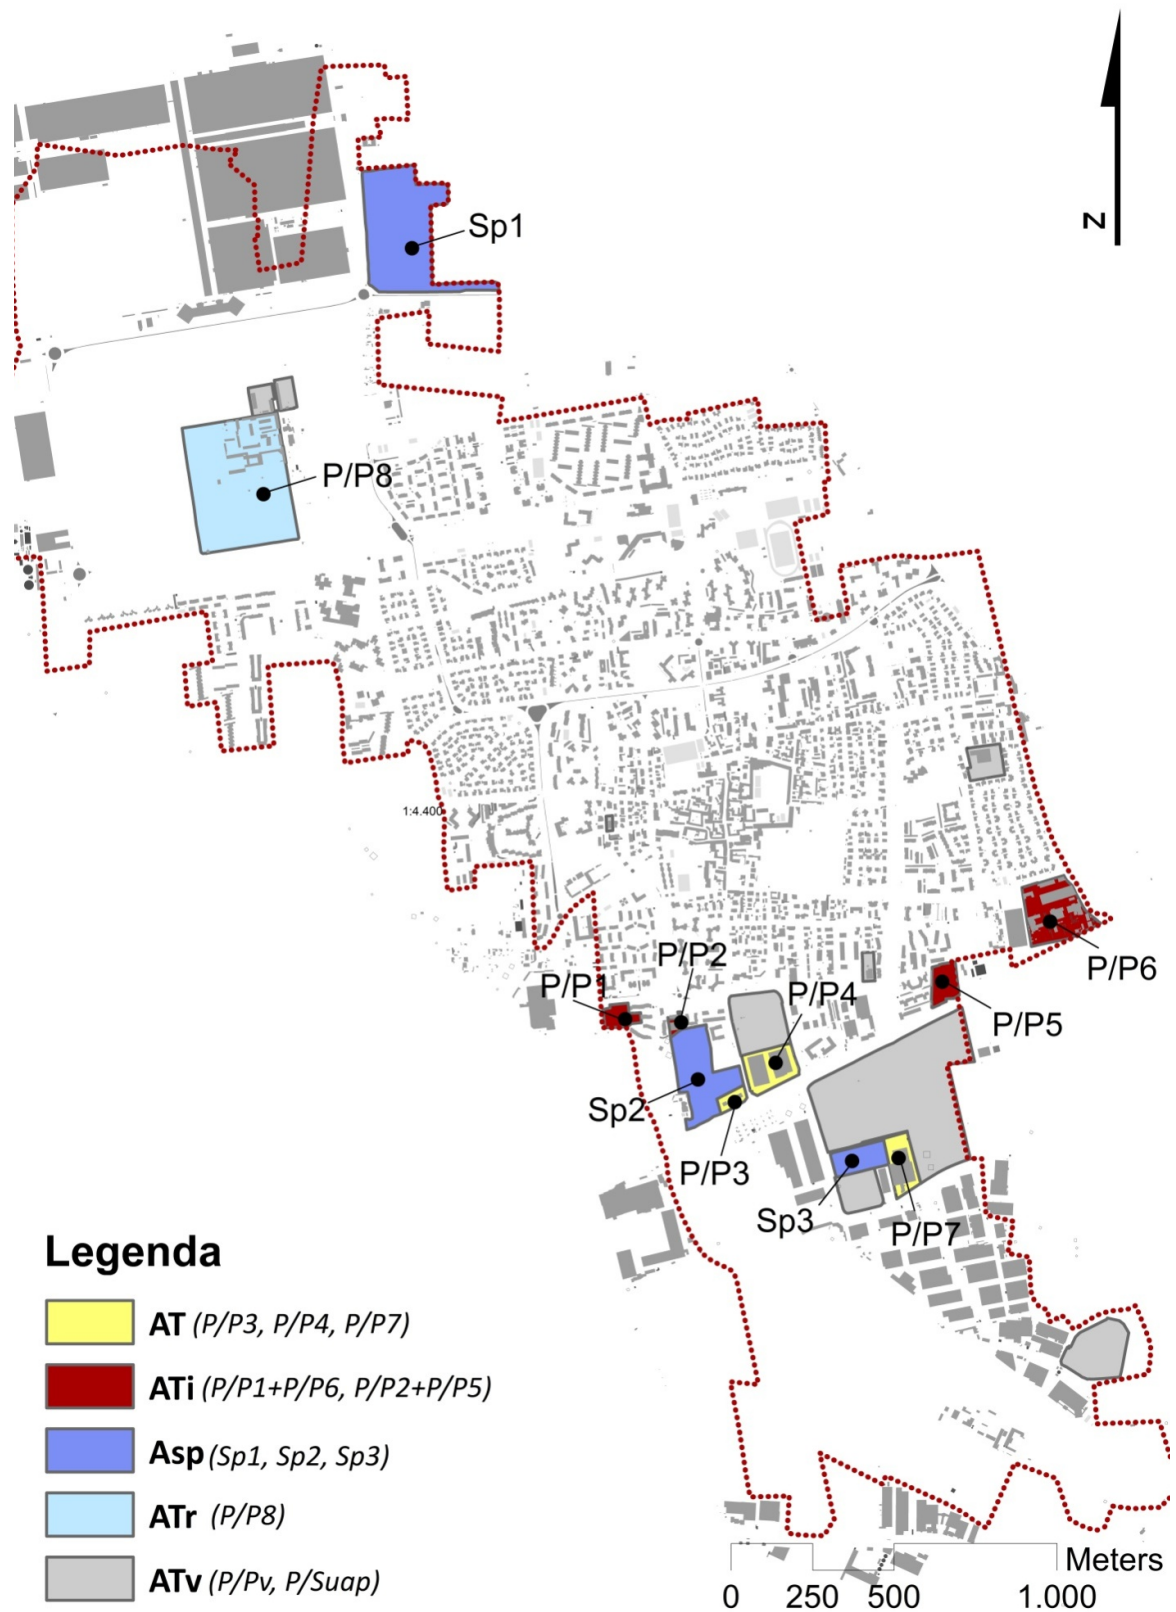 Sp1
N
P/P8
1:4.400
P/P2
P/P1
P/P4
P/P6
P/P5
Sp2
P/P3
Sp3
P/P7
Legenda
AT (P/P3, P/P4, P/P7)
ATi (P/P1+P/P6, P/P2+P/P5)
Asp (Sp1, Sp2, Sp3)
ATr (P/P8)
ATv (P/Pv, P/Suap)
Meters
0 250 500 1.000